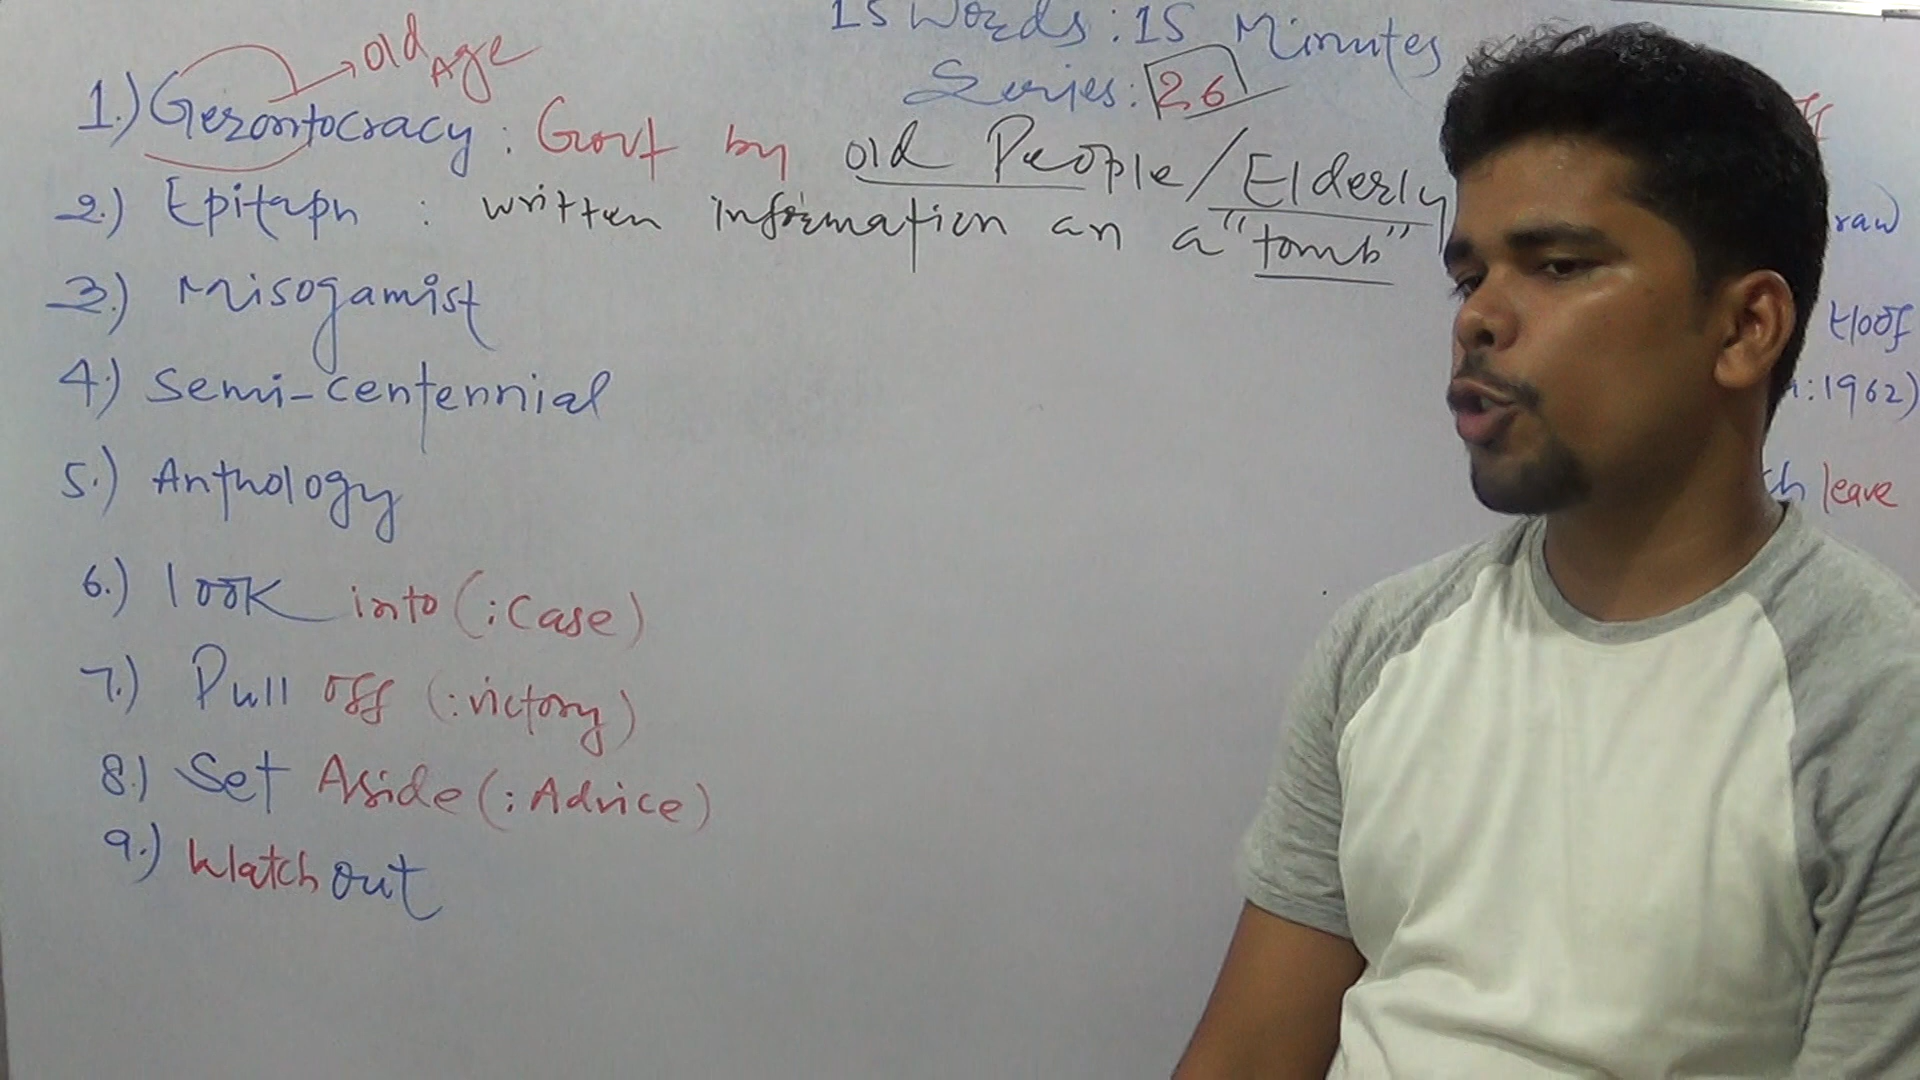 15 Words : 15 Minutes
Series: 26
old Age
1.) Gerontocracy : Govt by old People/Elderly
2.) Epitaph : written information on a "tomb"
3.) Misogamist
4.) Semi-centennial
5.) Anthology
6.) look into (:Case)
7.) Pull off (:victory)
8.) Set Aside (:Advice)
9.) Watch out
raw
Hoof
:1962)
leave